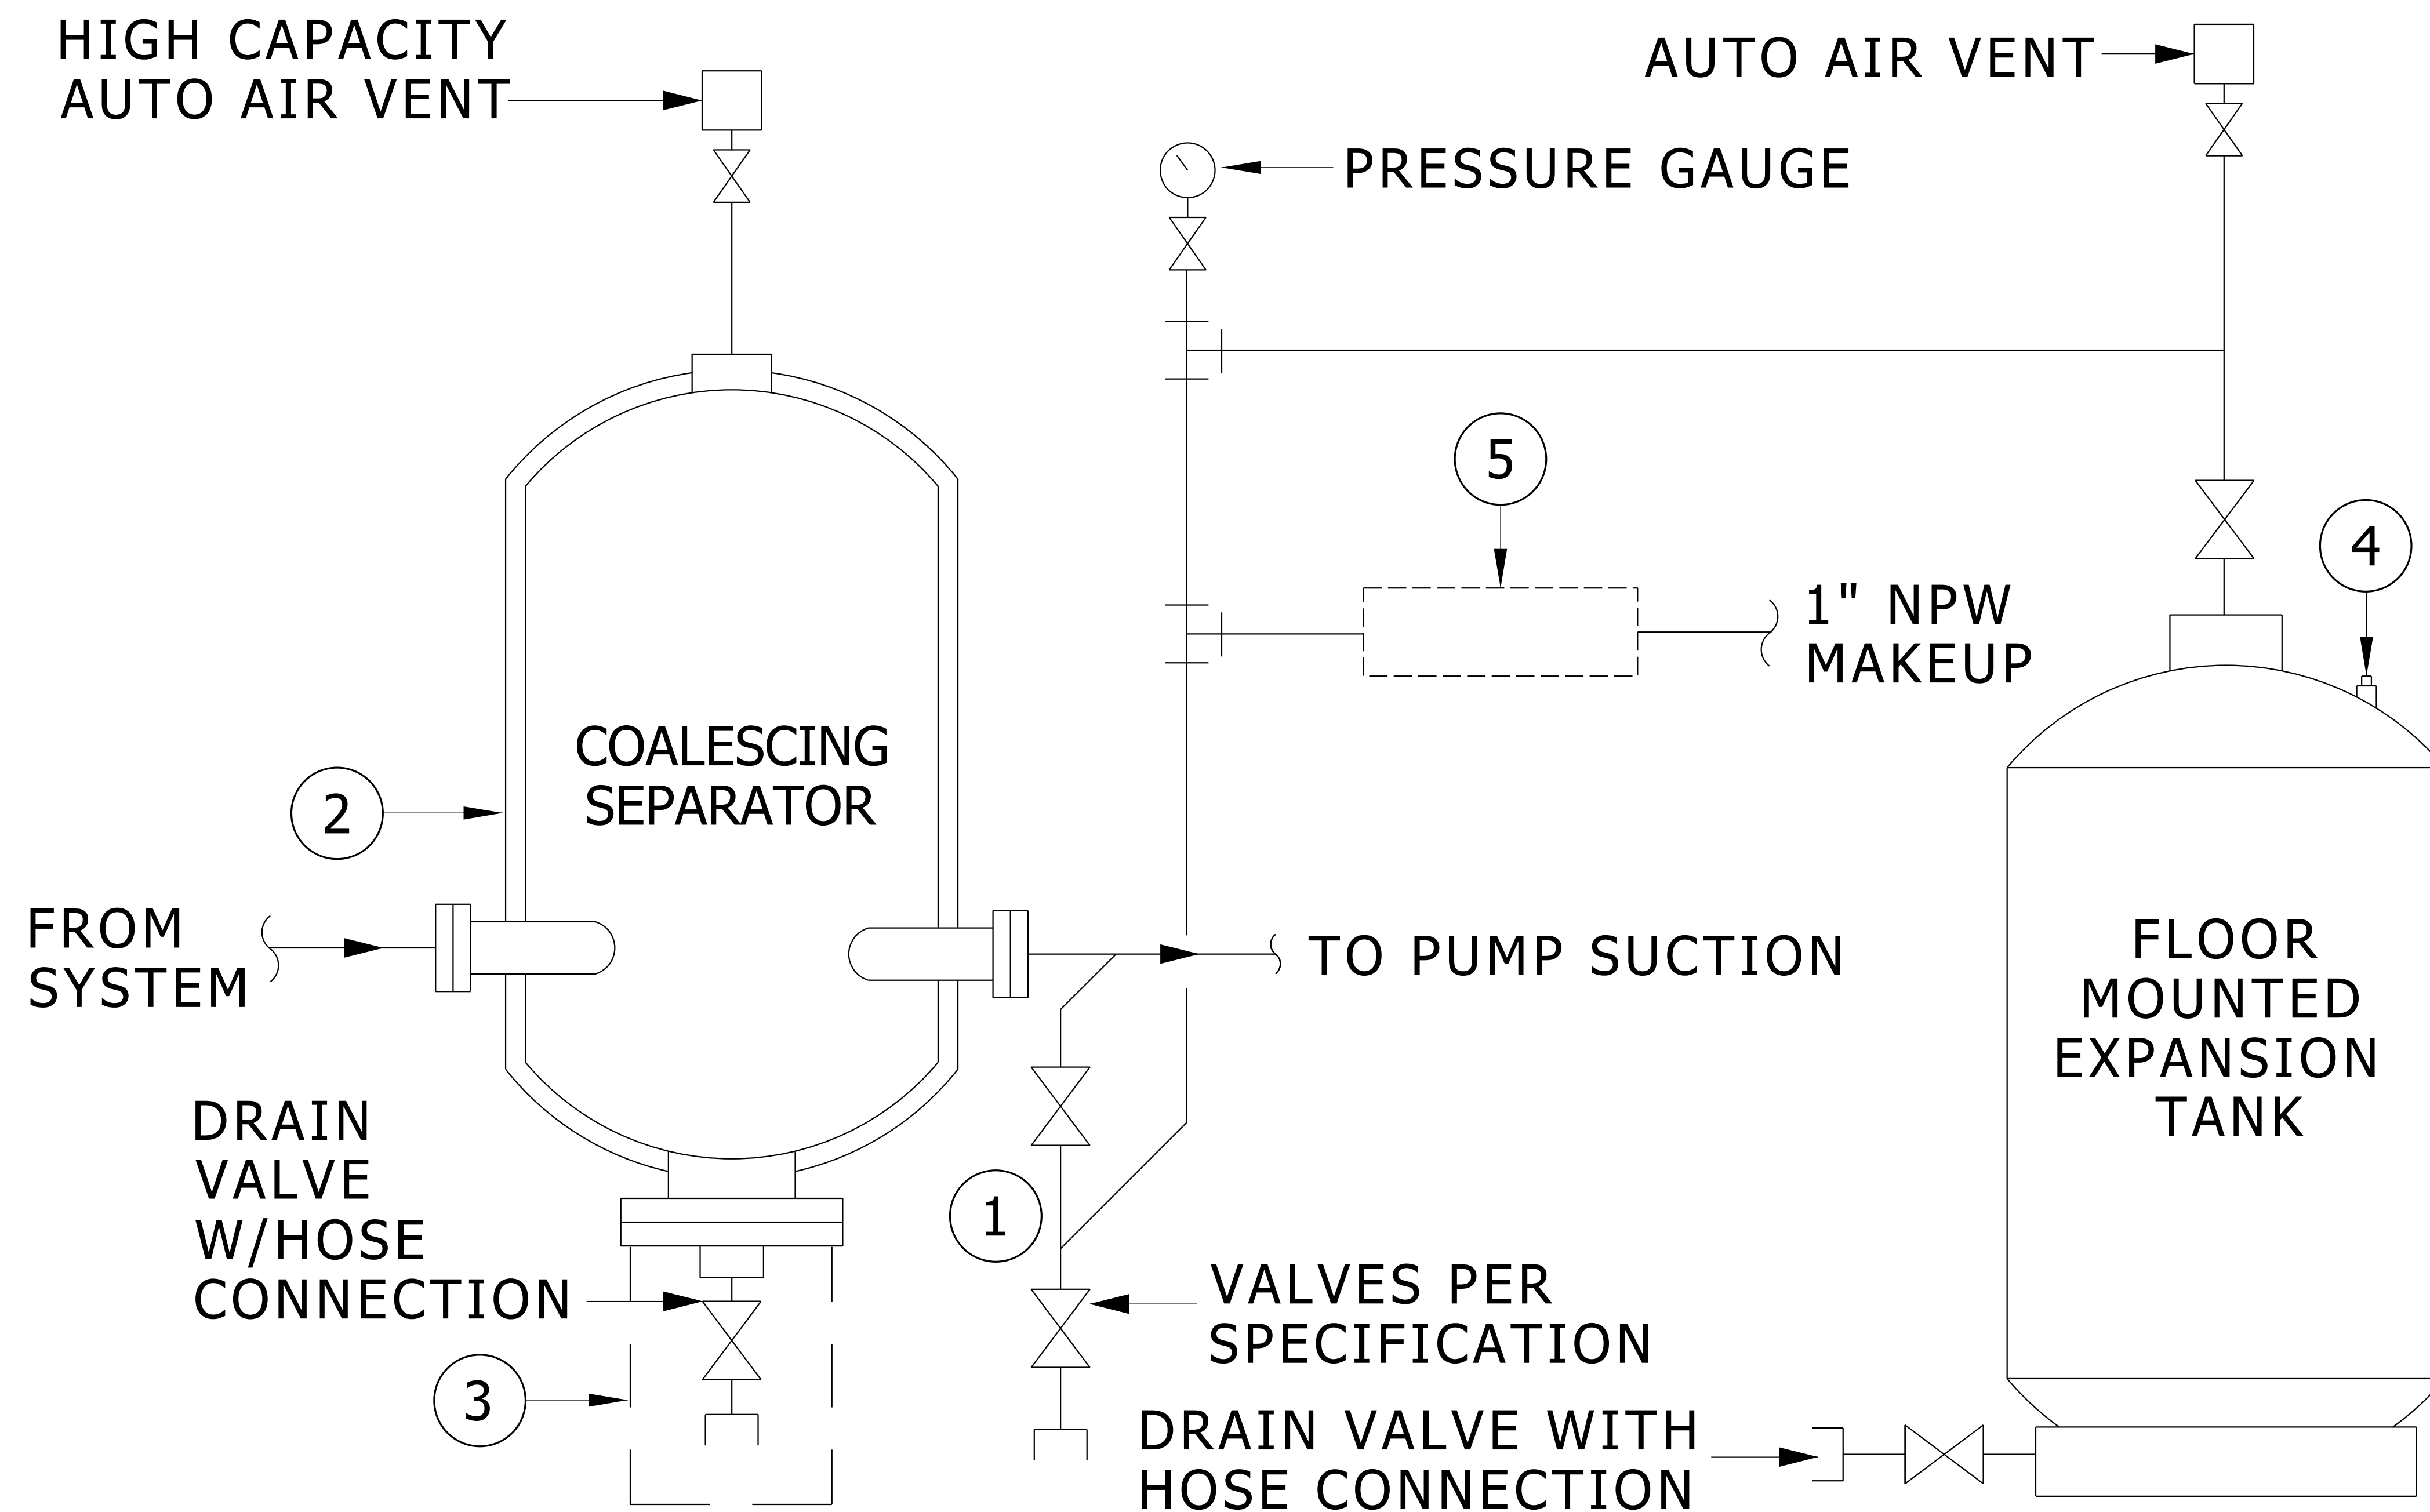 HIGH CAPACITY
AUTO AIR VENT
AUTO AIR VENT
PRESSURE GAUGE
5
4
1" NPW
MAKEUP
COALESCING
SEPARATOR
2
FROM
SYSTEM
TO PUMP SUCTION
FLOOR
MOUNTED
EXPANSION
TANK
DRAIN
VALVE
W/HOSE
CONNECTION
1
VALVES PER
SPECIFICATION
3
DRAIN VALVE WITH
HOSE CONNECTION